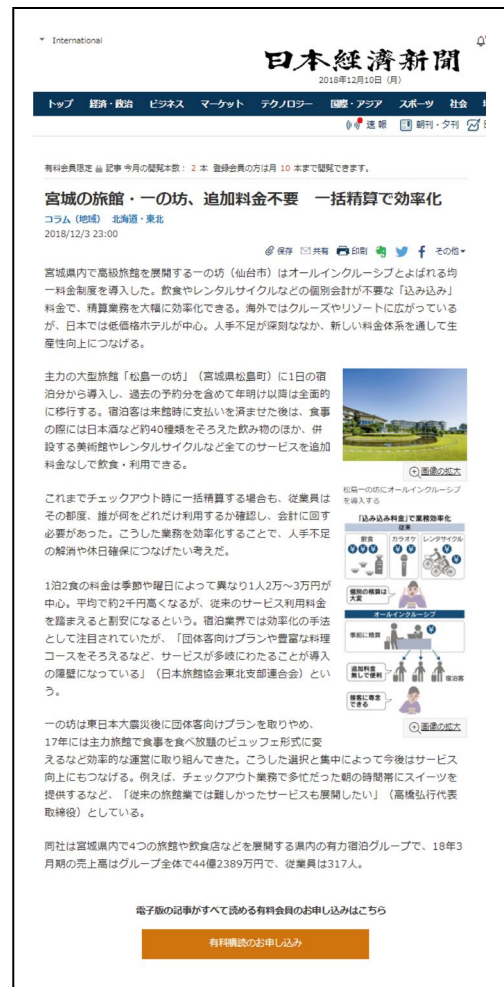 International
日本経済新聞
2018年12月10日（月）
トップ 経済・政治 ビジネス マーケット テクノロジー 国際・アジア スポーツ 社会
速報 朝刊・夕刊
有料会員限定 記事 今月の閲覧本数： 2 本 登録会員の方は月 10 本まで閲覧できます。
宮城の旅館・一の坊、追加料金不要 一括精算で効率化
コラム（地域） 北海道・東北
2018/12/3 23:00
保存 共有 印刷 その他
宮城県内で高級旅館を展開する一の坊（仙台市）はオールインクルーシブとよばれる均
一料金制度を導入した。飲食やレンタルサイクルなどの個別会計が不要な「込み込み」
料金で、精算業務を大幅に効率化できる。海外ではクルーズやリゾートに広がっている
が、日本では低価格ホテルが中心。人手不足が深刻ななか、新しい料金体系を通して生
産性向上につなげる。
主力の大型旅館「松島一の坊」（宮城県松島町）に1日の宿
泊分から導入し、過去の予約分を含めて年明け以降は全面的
に移行する。宿泊客は来館時に支払いを済ませた後は、食事
の際には日本酒など約40種類をそろえた飲み物のほか、併
設する美術館やレンタルサイクルなど全てのサービスを追加
料金なしで飲食・利用できる。
画像の拡大
松島一の坊にオールインクルーシブ
を導入する
これまでチェックアウト時に一括精算する場合も、従業員は
その都度、誰が何をどれだけ利用するか確認し、会計に回す
必要があった。こうした業務を効率化することで、人手不足
の解消や休日確保につなげたい考えだ。
1泊2食の料金は季節や曜日によって異なり1人2万〜3万円が
中心。平均で約2千円高くなるが、従来のサービス利用料金
を踏まえると割安になるという。宿泊業界では効率化の手法
として注目されていたが、「団体客向けプランや豊富な料理
コースをそろえるなど、サービスが多岐にわたることが導入
の障壁になっている」（日本旅館協会東北支部連合会）とい
う。
「込み込み料金」で業務効率化
従来
飲食 カラオケ レンタサイクル
個別の精算は
大変
オールインクルーシブ
事前に精算
追加料金
無しで便利
宿泊客
接客に専念
できる
画像の拡大
一の坊は東日本大震災後に団体客向けプランを取りやめ、
17年には主力旅館で食事を食べ放題のビュッフェ形式に変
えるなど効率的な運営に取り組んできた。こうした選択と集中によって今後はサービス
向上にもつなげる。例えば、チェックアウト業務で多忙だった朝の時間帯にスイーツを
提供するなど、「従来の旅館業では難しかったサービスも展開したい」（高橋弘行代表
取締役）としている。
同社は宮城県内で4つの旅館や飲食店などを展開する県内の有力宿泊グループで、18年3
月期の売上高はグループ全体で44億2389万円で、従業員は317人。
電子版の記事がすべて読める有料会員のお申し込みはこちら
有料購読のお申し込み